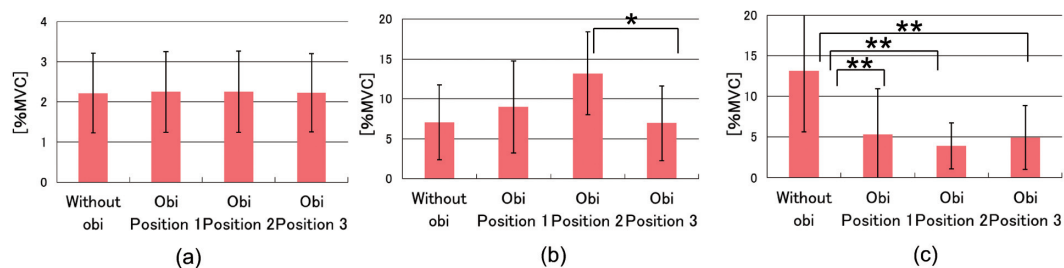 4
3
2
1
0
[%MVC]
Without obi
Obi Position 1
Obi Position 2
Obi Position 3
(a)
20
15
10
5
0
[%MVC]
*
Without obi
Obi Position 1
Obi Position 2
Obi Position 3
(b)
20
15
10
5
0
[%MVC]
**
**
**
Without obi
Obi Position 1
Obi Position 2
Obi Position 3
(c)